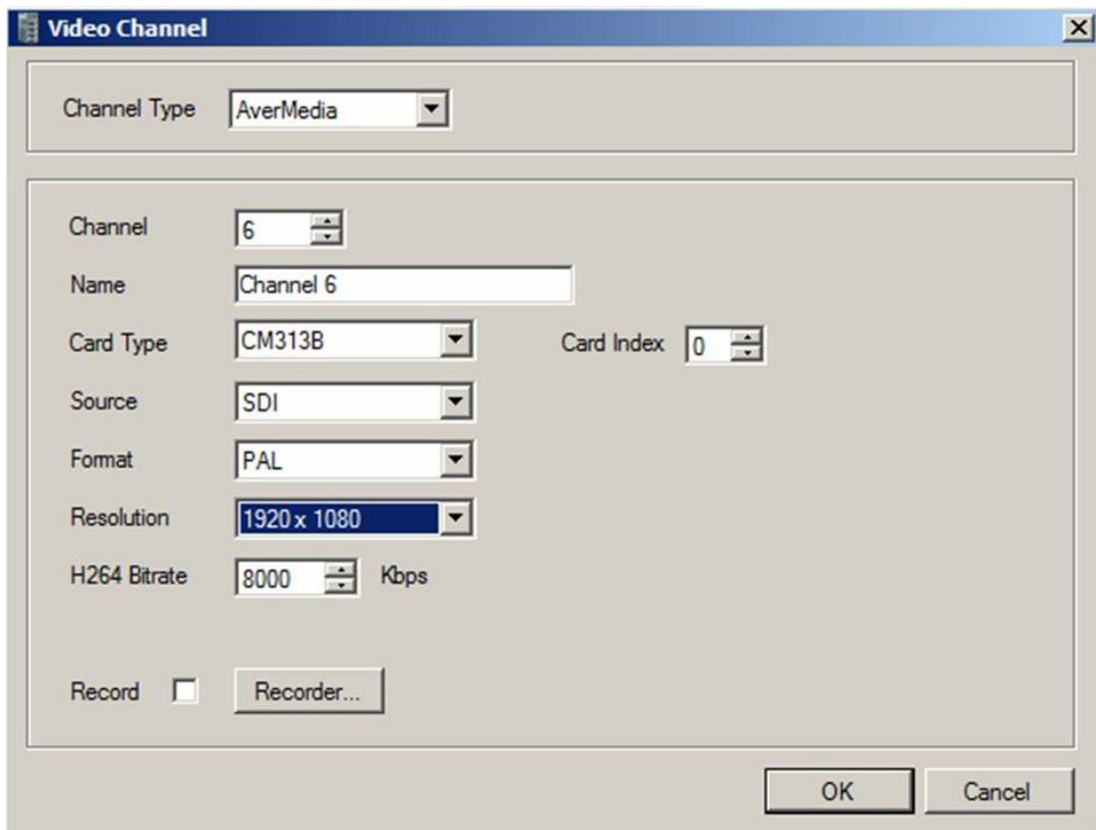 Video Channel
Channel Type AverMedia
Channel 6
Name Channel 6
Card Type CM313B Card Index 0
Source SDI
Format PAL
Resolution 1920 x 1080
H264 Bitrate 8000 Kbps
Record Recorder...
OK Cancel